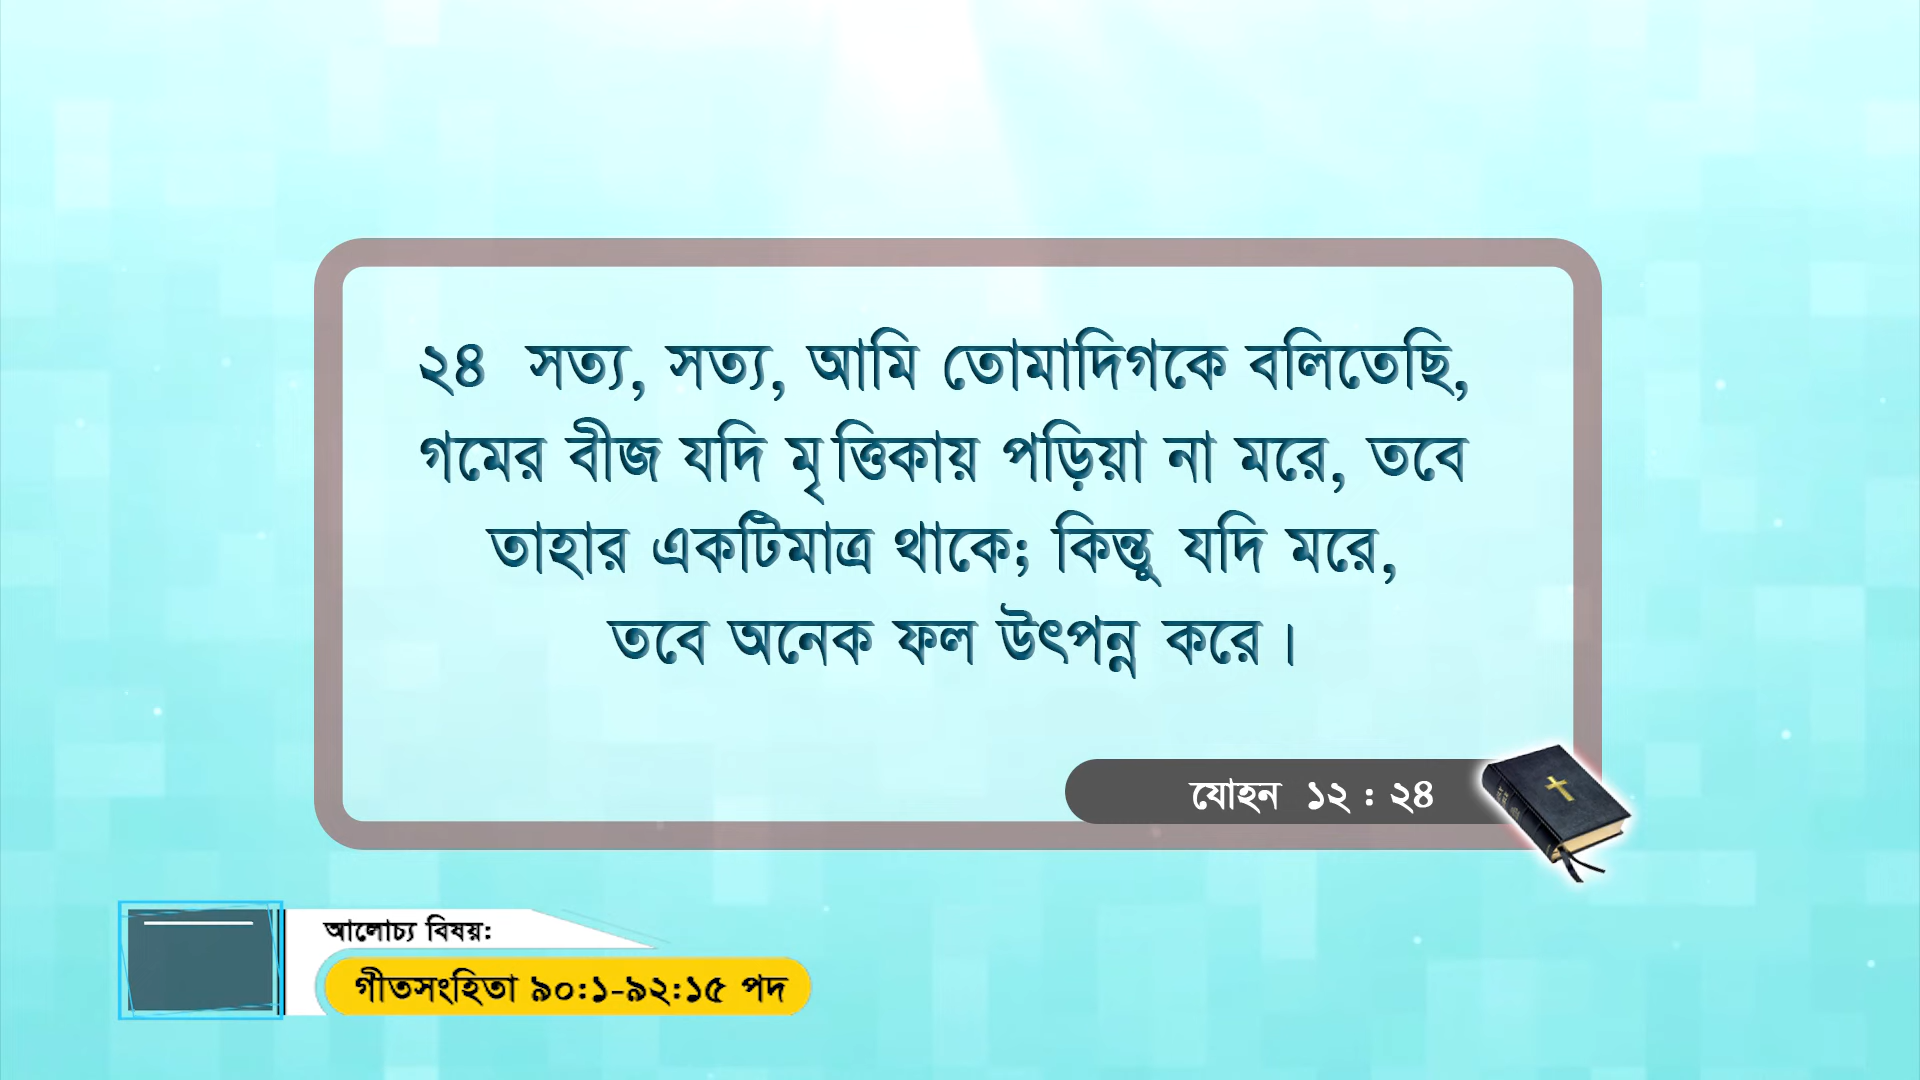 ২৪ সত্য, সত্য, আমি তোমাদিগকে বলিতেছি,
গমের বীজ যদি মৃত্তিকায় পড়িয়া না মরে, তবে
তাহার একটিমাত্র থাকে; কিন্তু যদি মরে,
তবে অনেক ফল উৎপন্ন করে।
যোহন ১২ : ২৪
আলোচ্য বিষয়:
গীতসংহিতা ৯০:১-৯২:১৫ পদ